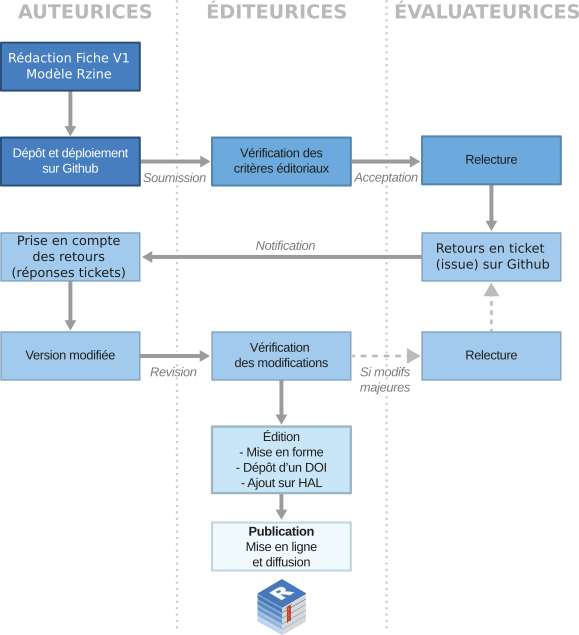 AUTEURICES
ÉDITEURICES
ÉVALUATEURICES
Rédaction Fiche V1
Modèle Rzine
Dépôt et déploiement
sur Github
Soumission
Vérification des
critères éditoriaux
Acceptation
Relecture
Prise en compte
des retours
(réponses tickets)
Notification
Retours en ticket
(issue) sur Github
Version modifiée
Revision
Vérification
des modifications
Si modifs
majeures
Relecture
Édition
- Mise en forme
- Dépôt d'un DOI
- Ajout sur HAL
Publication
Mise en ligne
et diffusion
R